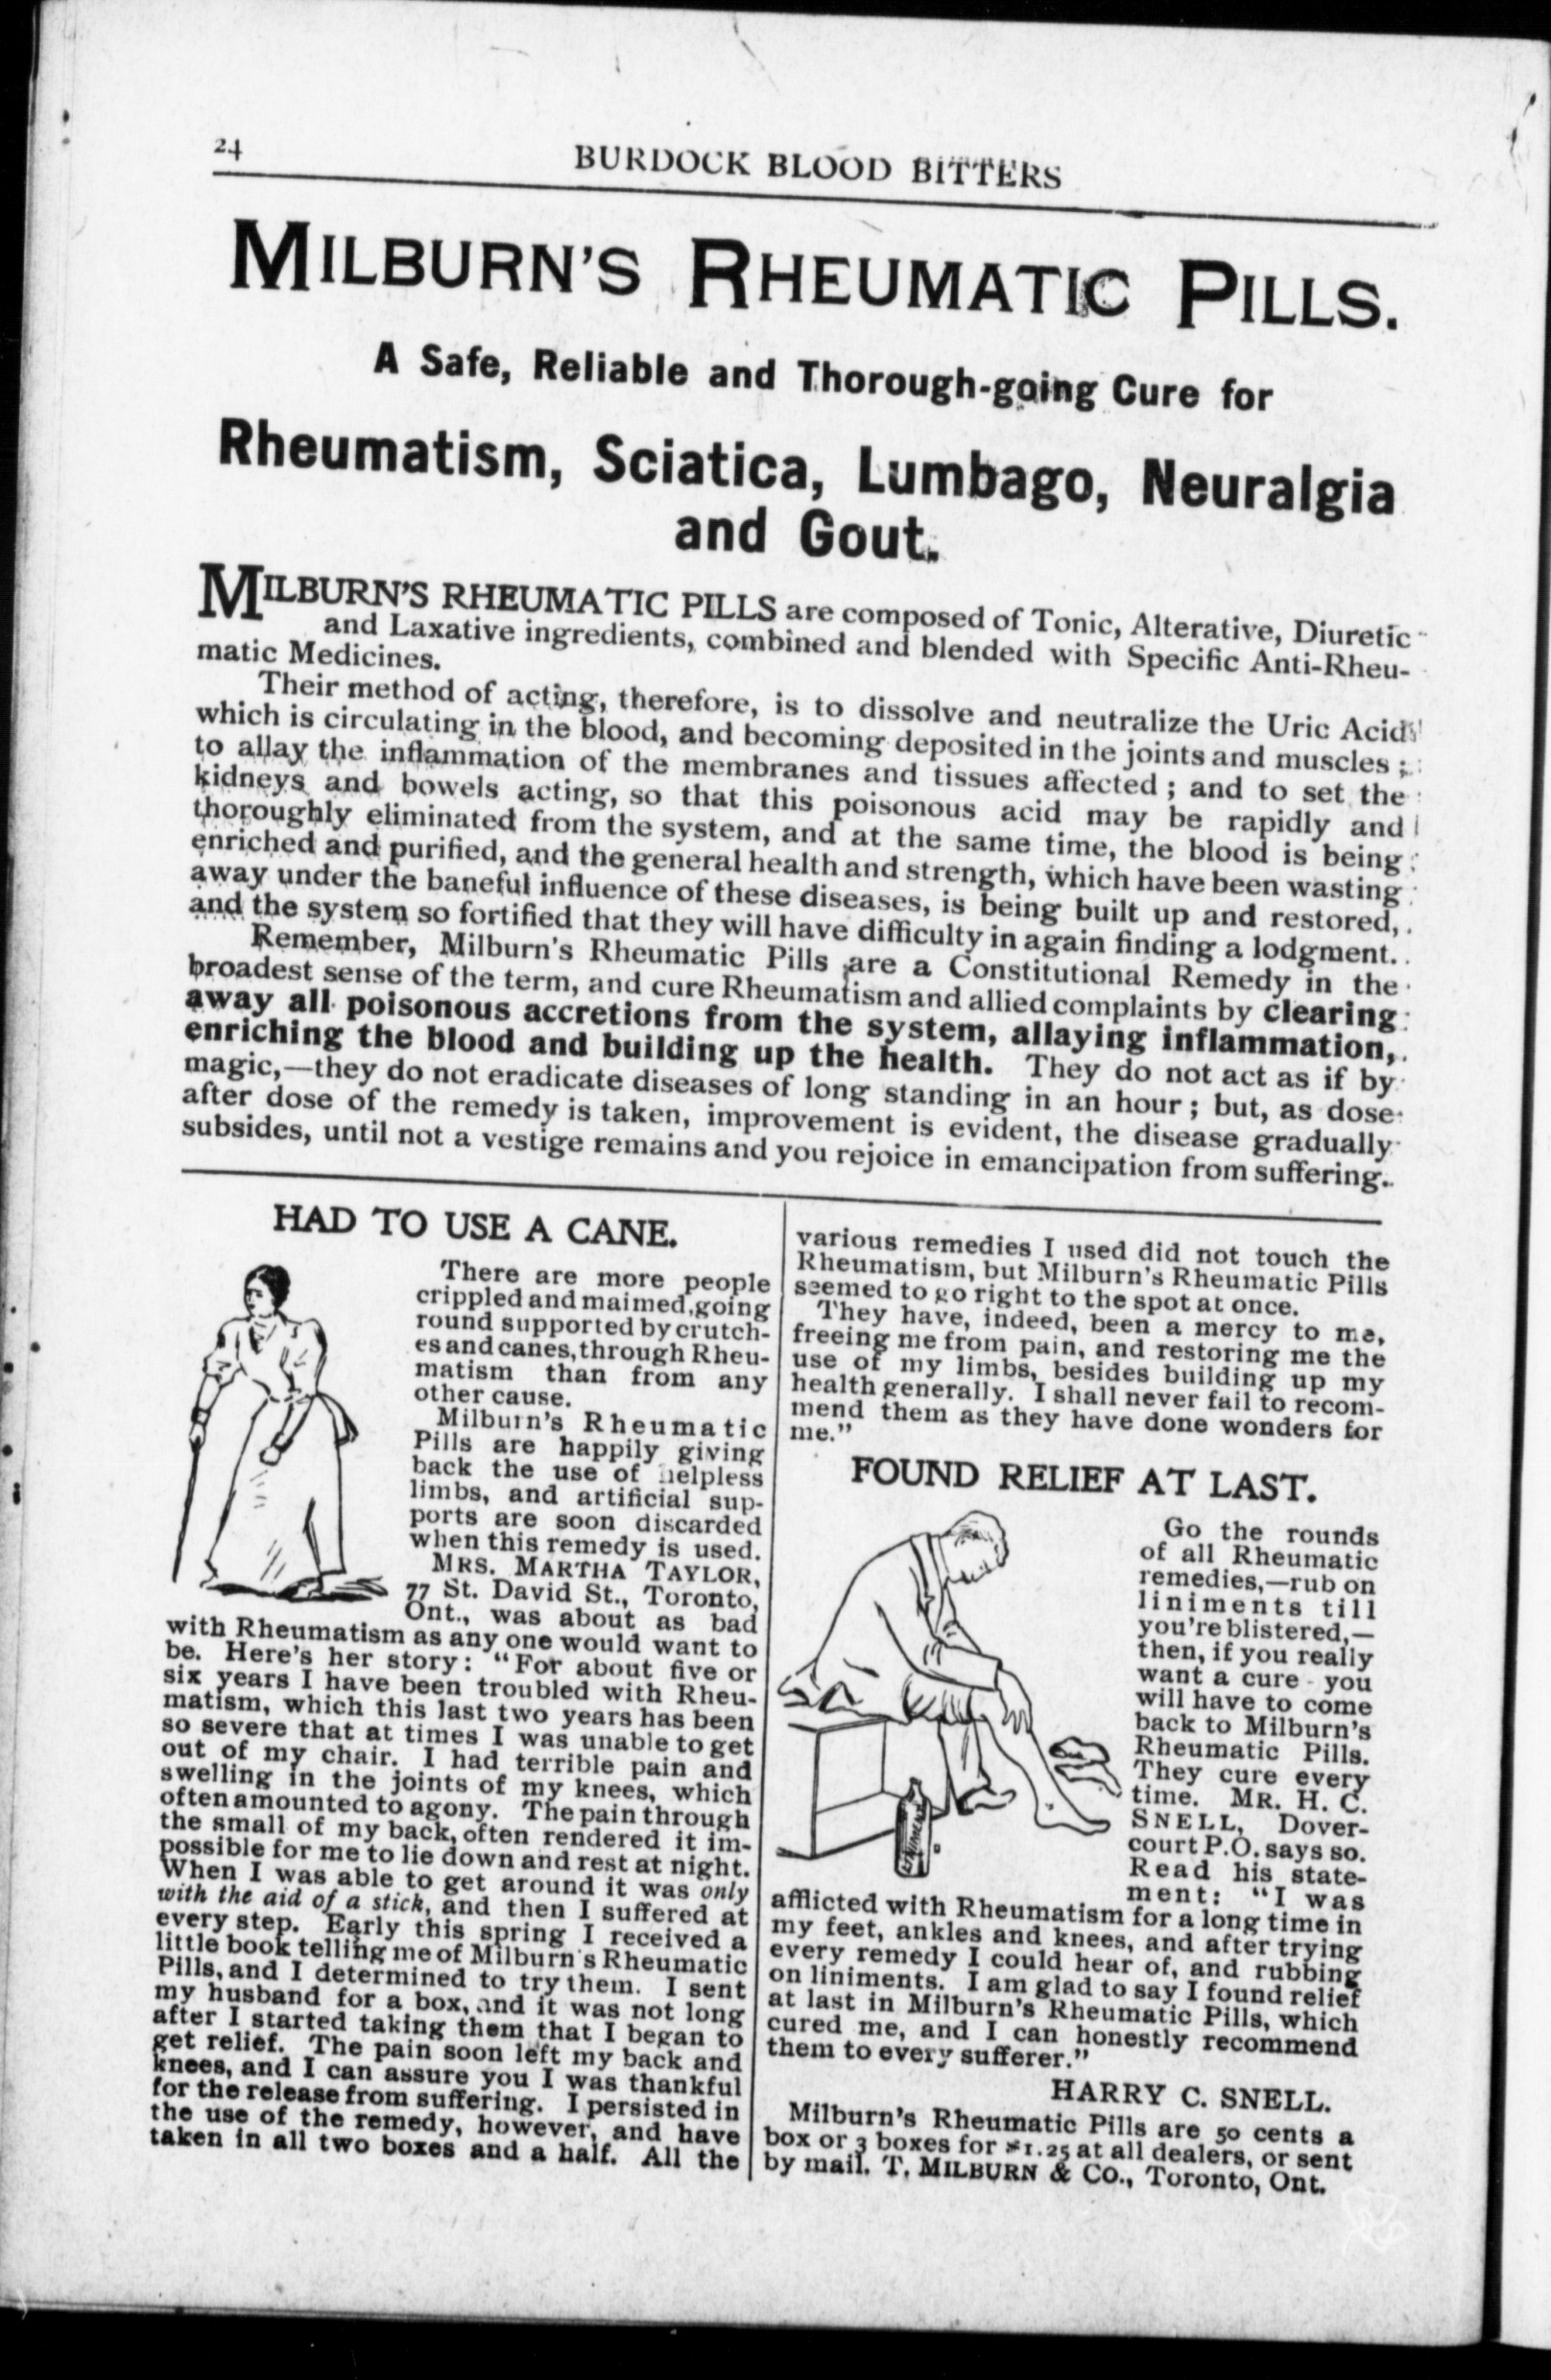 24
BURDOCK BLOOD BITTERS
MILBURN'S RHEUMATIC PILLS.
A Safe, Reliable and Thorough-going Cure for
Rheumatism, Sciatica, Lumbago, Neuralgia
and Gout.
MILBURN'S RHEUMATIC PILLS are composed of Tonic, Alterative, Diuretic
and Laxative ingredients, combined and blended with Specific Anti-Rheu-
matic Medicines.
Their method of acting, therefore, is to dissolve and neutralize the Uric Acid
which is circulating in the blood, and becoming deposited in the joints and muscles;
to allay the inflammation of the membranes and tissues affected; and to set the
kidneys and bowels acting, so that this poisonous acid may be rapidly and
thoroughly eliminated from the system, and at the same time, the blood is being
enriched and purified, and the general health and strength, which have been wasting
away under the baneful influence of these diseases, is being built up and restored,
and the system so fortified that they will have difficulty in again finding a lodgment.
Remember, Milburn's Rheumatic Pills are a Constitutional Remedy in the
broadest sense of the term, and cure Rheumatism and allied complaints by clearing
away all poisonous accretions from the system, allaying inflammation,
enriching the blood and building up the health. They do not act as if by
magic,—they do not eradicate diseases of long standing in an hour; but, as dose
after dose of the remedy is taken, improvement is evident, the disease gradually
subsides, until not a vestige remains and you rejoice in emancipation from suffering.
HAD TO USE A CANE.
There are more people
crippled and maimed, going
round supported by crutch-
es and canes, through Rheu-
matism than from any
other cause.
Milburn's Rheumatic
Pills are happily giving
back the use of helpless
limbs, and artificial sup-
ports are soon discarded
when this remedy is used.
MRS. MARTHA TAYLOR,
77 St. David St., Toronto,
Ont., was about as bad
with Rheumatism as any one would want to
be. Here's her story: "For about five or
six years I have been troubled with Rheu-
matism, which this last two years has been
so severe that at times I was unable to get
out of my chair. I had terrible pain and
swelling in the joints of my knees, which
often amounted to agony. The pain through
the small of my back, often rendered it im-
possible for me to lie down and rest at night.
When I was able to get around it was only
with the aid of a stick, and then I suffered at
every step. Early this spring I received a
little book telling me of Milburn's Rheumatic
Pills, and I determined to try them. I sent
my husband for a box, and it was not long
after I started taking them that I began to
get relief. The pain soon left my back and
knees, and I can assure you I was thankful
for the release from suffering. I persisted in
the use of the remedy, however, and have
taken in all two boxes and a half. All the
various remedies I used did not touch the
Rheumatism, but Milburn's Rheumatic Pills
seemed to go right to the spot at once.
They have, indeed, been a mercy to me,
freeing me from pain, and restoring me the
use of my limbs, besides building up my
health generally. I shall never fail to recom-
mend them as they have done wonders for
me."
FOUND RELIEF AT LAST.
Go the rounds
of all Rheumatic
remedies,—rub on
liniments till
you're blistered,—
then, if you really
want a cure - you
will have to come
back to Milburn's
Rheumatic Pills.
They cure every
time. MR. H. C.
SNELL, Dover-
court P.O. says so.
Read his state-
ment: "I was
afflicted with Rheumatism for a long time in
my feet, ankles and knees, and after trying
every remedy I could hear of, and rubbing
on liniments. I am glad to say I found relief
at last in Milburn's Rheumatic Pills, which
cured me, and I can honestly recommend
them to every sufferer."
HARRY C. SNELL.
Milburn's Rheumatic Pills are 50 cents a
box or 3 boxes for $1.25 at all dealers, or sent
by mail. T. MILBURN & CO., Toronto, Ont.
LINIMENT